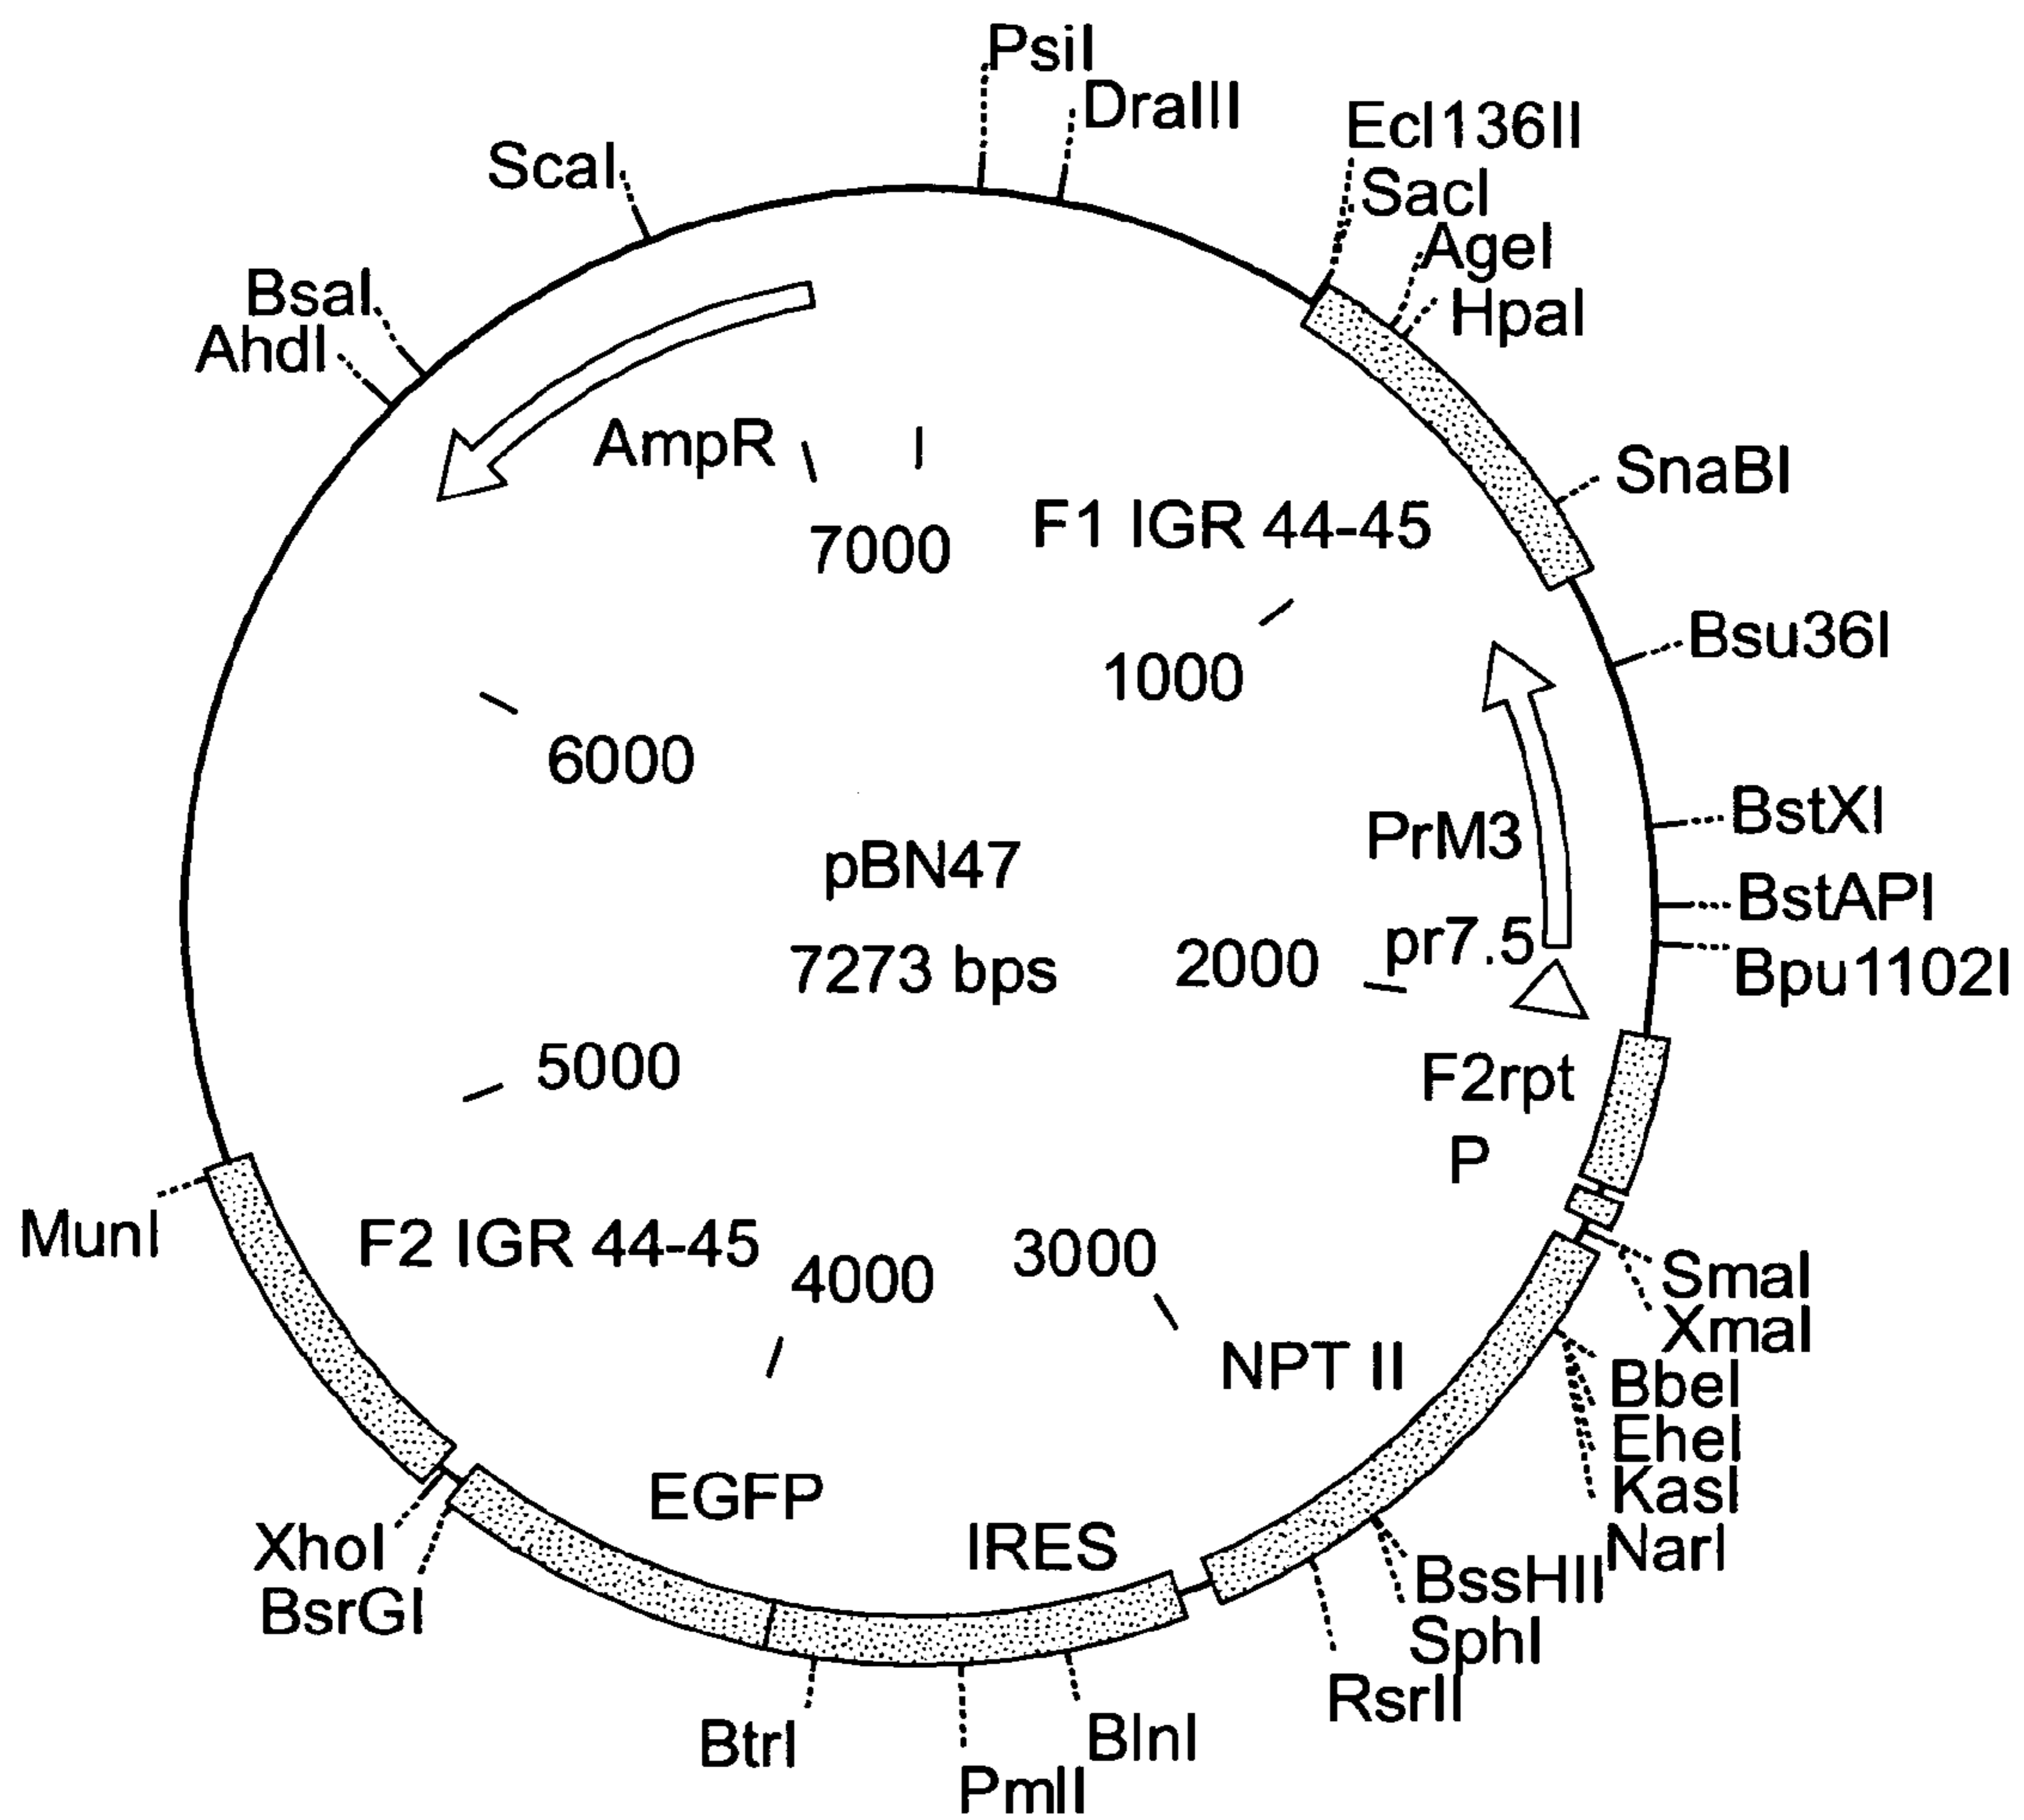 PsiI
DraIII
Ecl136II
SacI
AgeI
HpaI
ScaI
BsaI
AhdI
AmpR
7000
F1 IGR 44-45
SnaBI
1000
Bsu36I
6000
PrM3
BstXI
pBN47
7273 bps
2000
pr7.5
BstAPI
Bpu1102I
5000
F2rpt
P
MunI
F2 IGR 44-45
4000
3000
SmaI
XmaI
NPT II
BbeI
EheI
KasI
NarI
EGFP
IRES
XhoI
BsrGI
BssHII
SphI
RsrII
BtrI
BlnI
PmlI